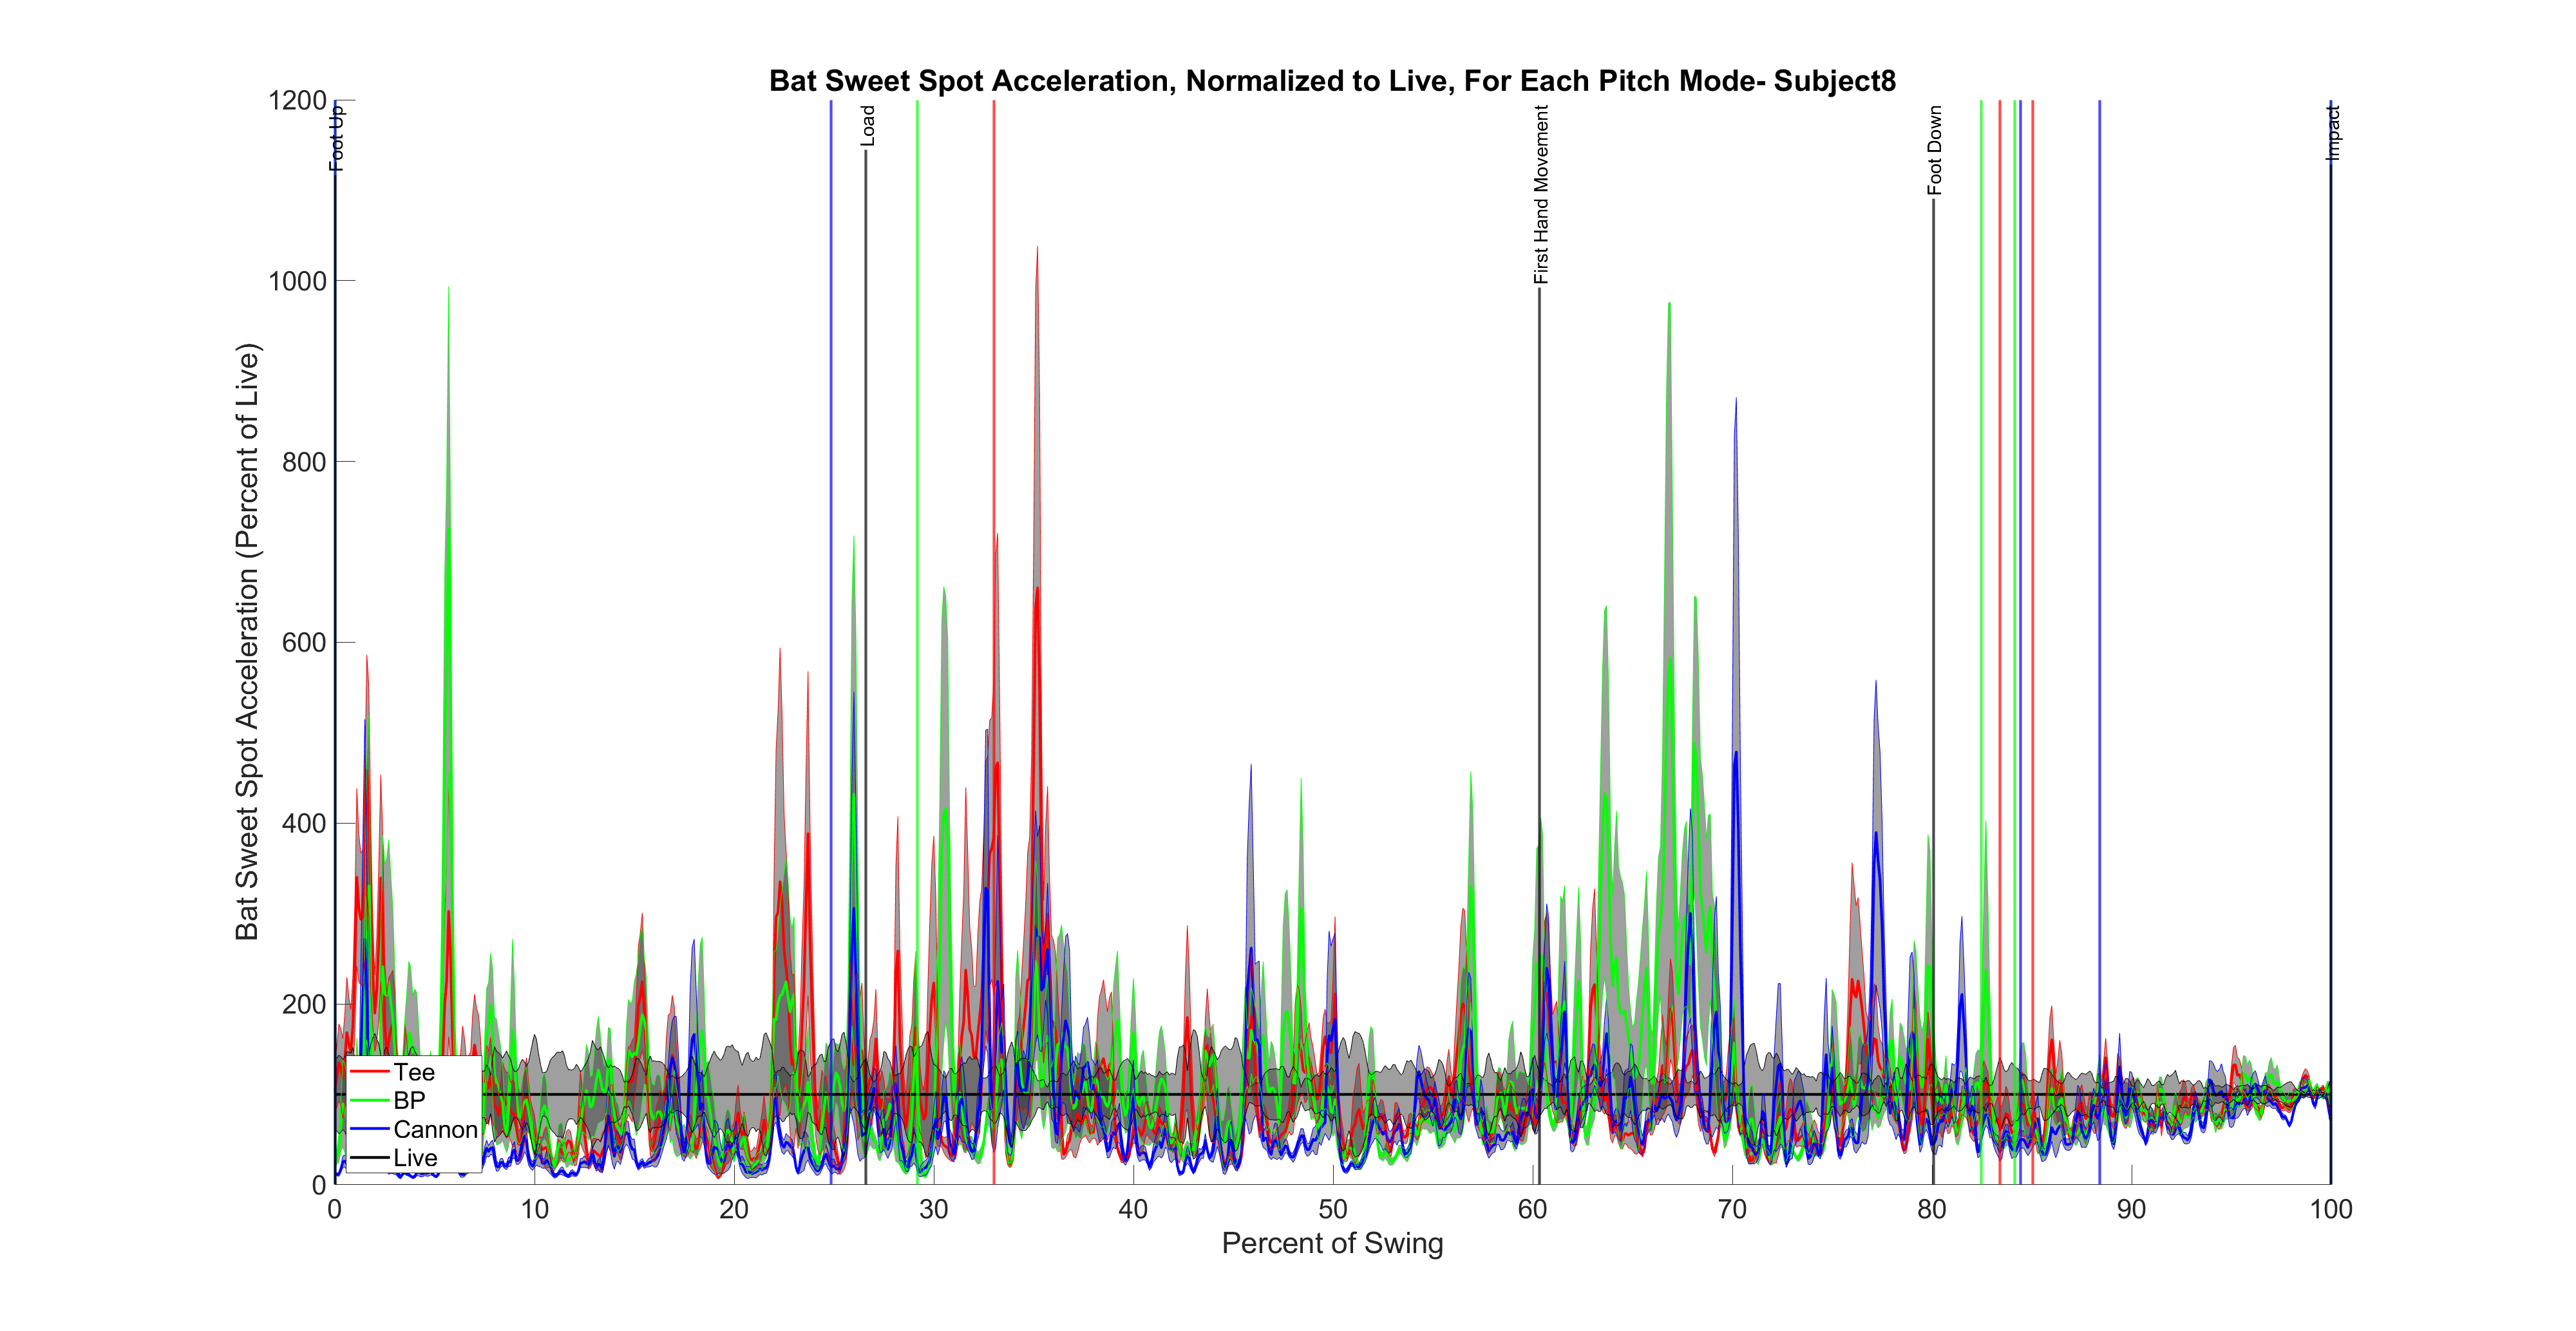 Bat Sweet Spot Acceleration, Normalized to Live, For Each Pitch Mode- Subject8
Bat Sweet Spot Acceleration (Percent of Live)
1200
1000
800
600
400
200
0
Foot Up
Load
First Hand Movement
Foot Down
Impact
Tee
BP
Cannon
Live
0 10 20 30 40 50 60 70 80 90 100
Percent of Swing